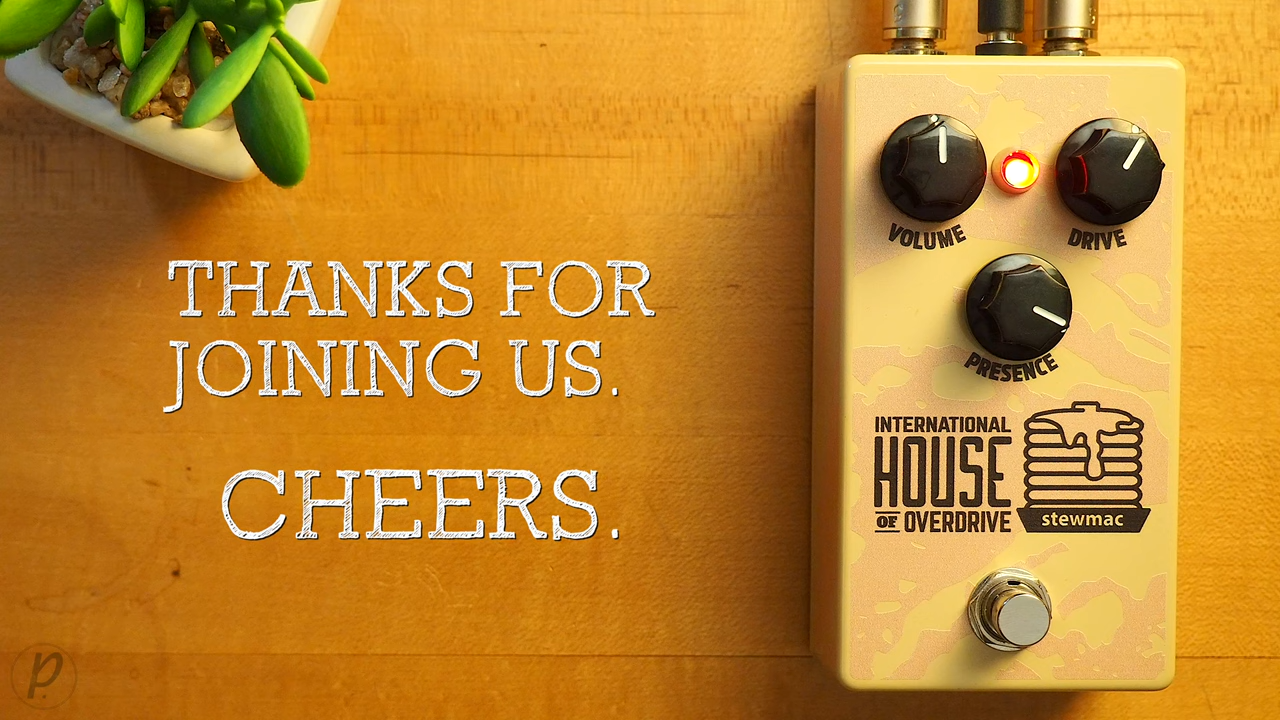 THANKS FOR
JOINING US.
CHEERS.
VOLUME
DRIVE
PRESENCE
INTERNATIONAL
HOUSE
OF OVERDRIVE
stewmac
p.